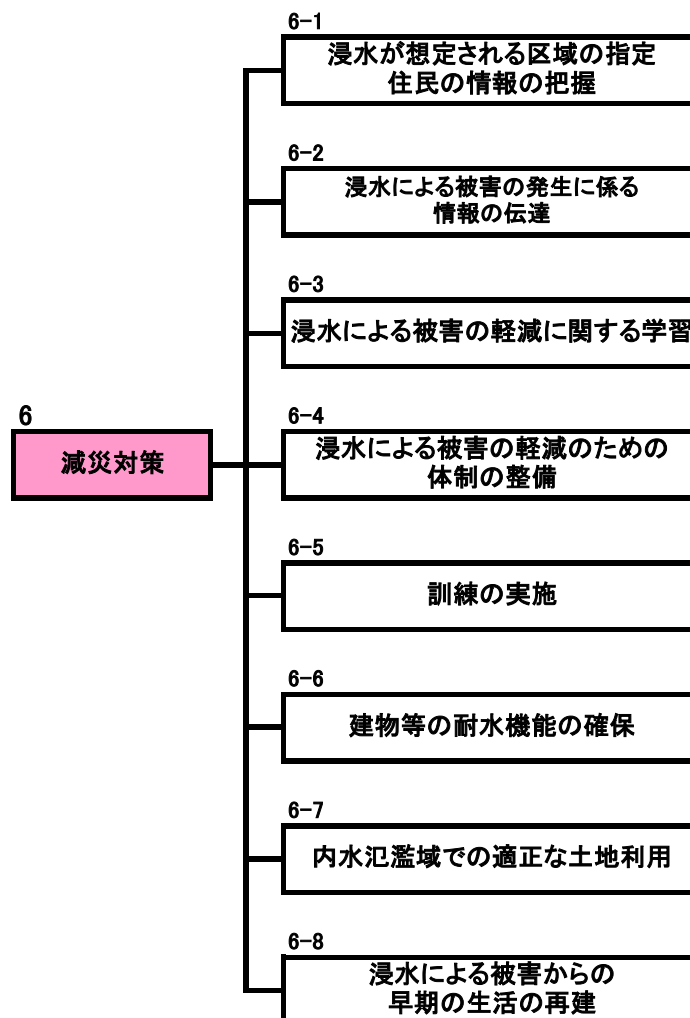 6
減災対策
6-1
浸水が想定される区域の指定
住民の情報の把握
6-2
浸水による被害の発生に係る
情報の伝達
6-3
浸水による被害の軽減に関する学習
6-4
浸水による被害の軽減のための
体制の整備
6-5
訓練の実施
6-6
建物等の耐水機能の確保
6-7
内水氾濫域での適正な土地利用
6-8
浸水による被害からの
早期の生活の再建